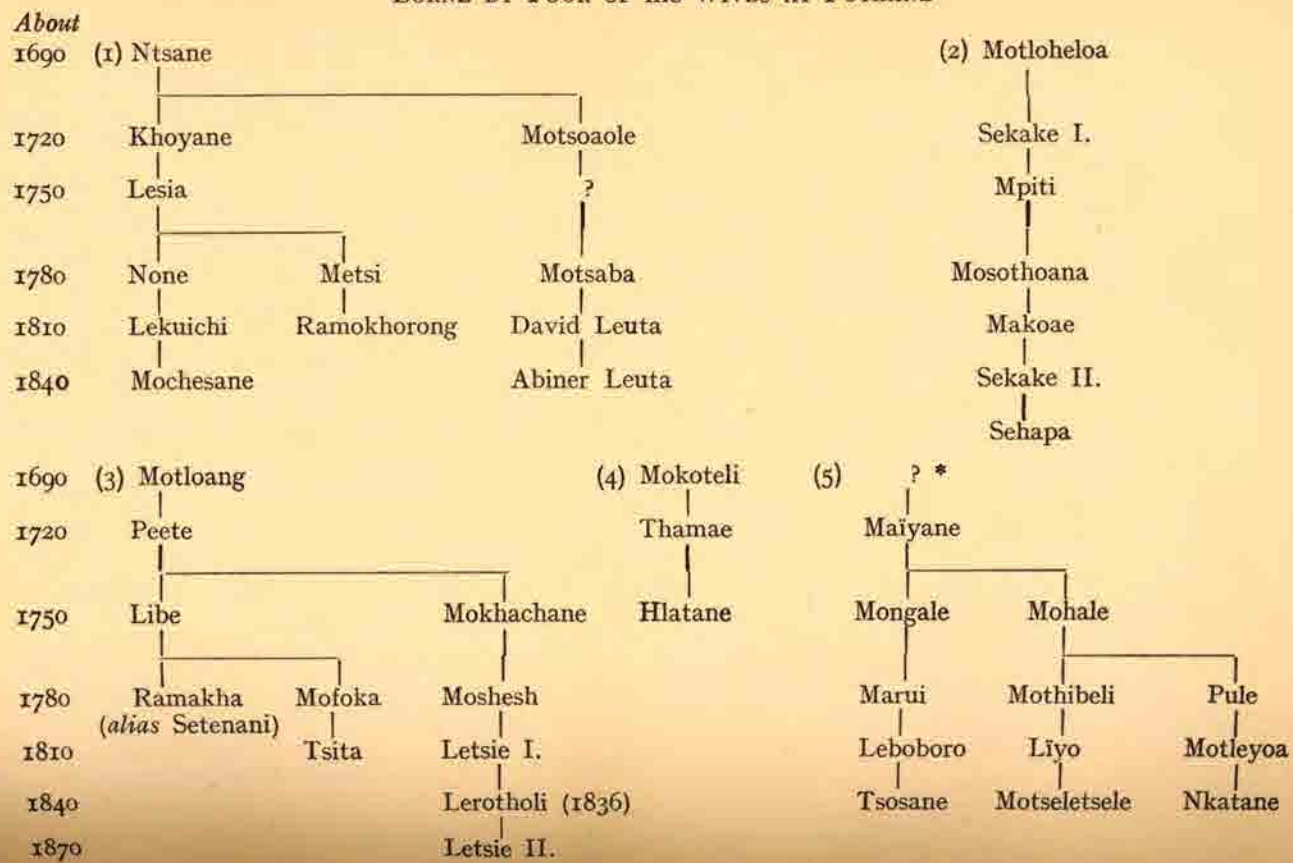 About
1690 (1) Ntsane (2) Motloheloa
1720 Khoyane Motsoaole Sekake I.
1750 Lesia ? Mpiti
1780 None Metsi Motsaba Mosothoana
1810 Lekuichi Ramokhorong David Leuta Makoae
1840 Mochesane Abiner Leuta Sekake II.
Sehapa
1690 (3) Motloang (4) Mokoteli (5) ? *
1720 Peete Thamae Maïyane
1750 Libe Mokhachane Hlatane Mongale Mohale
1780 Ramakha Mofoka Moshesh Marui Mothibeli Pule
(alias Setenani)
1810 Tsita Letsie I. Leboboro Lïyo Motleyoa
1840 Lerotholi (1836) Tsosane Motseletsele Nkatane
1870 Letsie II.